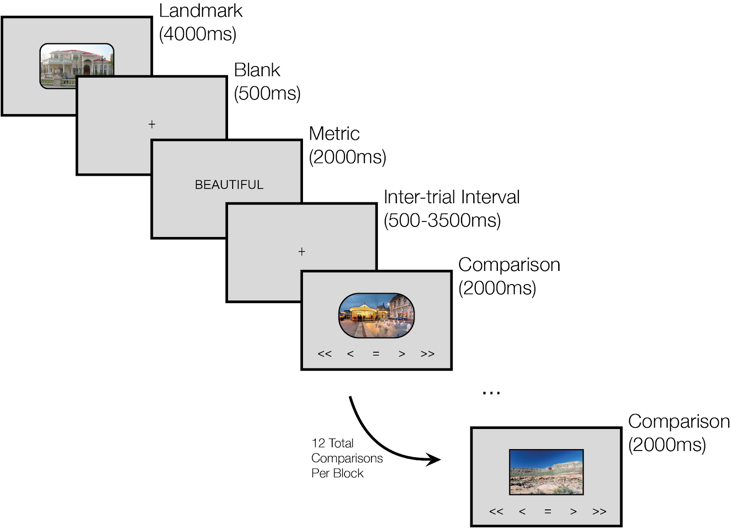 Landmark
(4000ms)
Blank
(500ms)
+
Metric
(2000ms)
BEAUTIFUL
Inter-trial Interval
(500-3500ms)
+
Comparison
(2000ms)
<< < = > >>
...
12 Total
Comparisons
Per Block
Comparison
(2000ms)
<< < = > >>